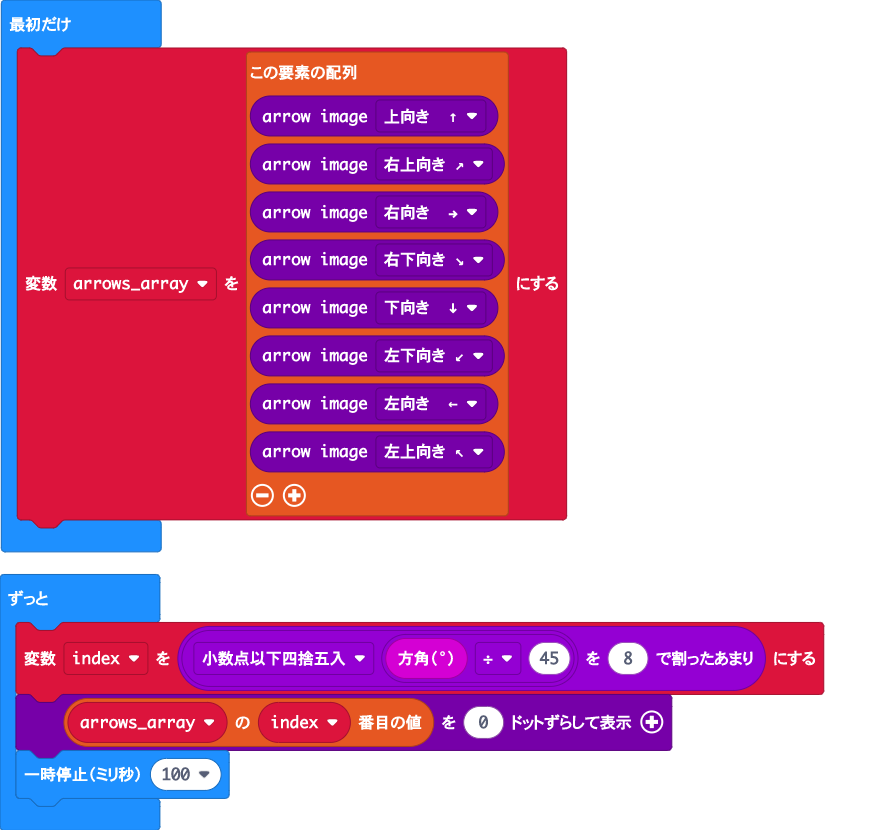 最初だけ
この要素の配列
arrow image 上向き ↑
arrow image 右上向き ↗
arrow image 右向き →
arrow image 右下向き ↘
変数 arrows_array を にする
arrow image 下向き ↓
arrow image 左下向き ↙
arrow image 左向き ←
arrow image 左上向き ↖
ずっと
変数 index を 小数点以下四捨五入 方角(°) ÷ 45 を 8 で割ったあまり にする
arrows_array の index 番目の値 を 0 ドットずらして表示
一時停止(ミリ秒) 100